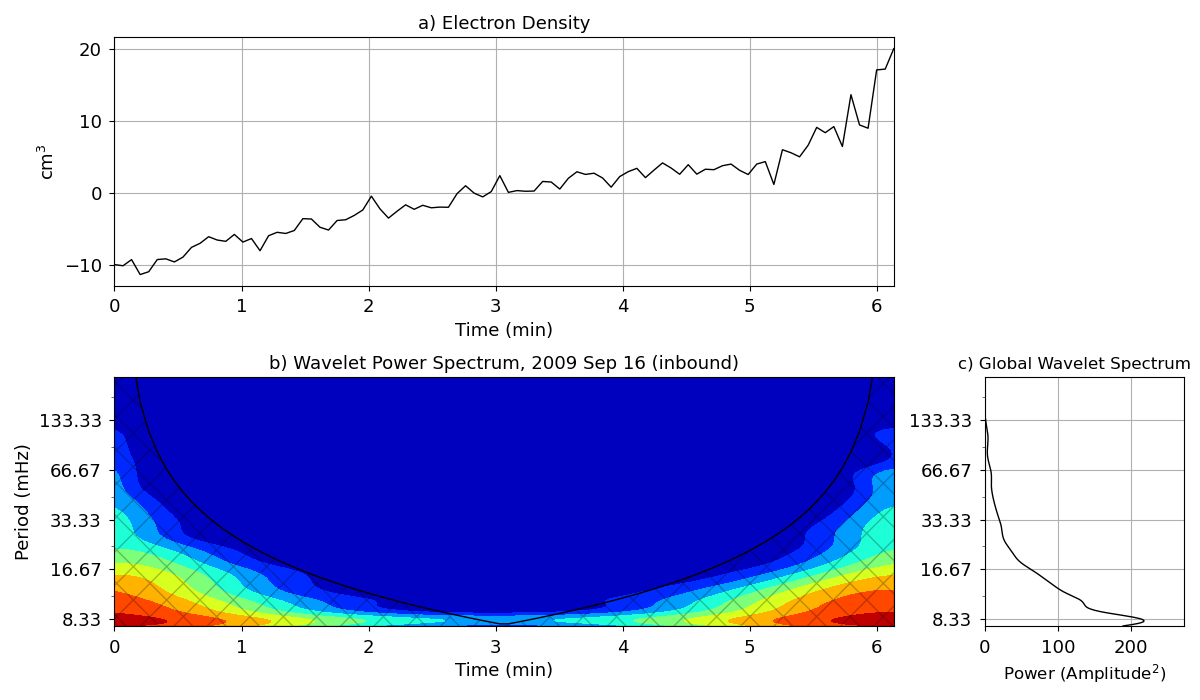 a) Electron Density
20
10
0
−10
cm³
0 1 2 3 4 5 6
Time (min)
b) Wavelet Power Spectrum, 2009 Sep 16 (inbound)
133.33
66.67
33.33
16.67
8.33
Period (mHz)
0 1 2 3 4 5 6
Time (min)
c) Global Wavelet Spectrum
133.33
66.67
33.33
16.67
8.33
0 100 200
Power (Amplitude²)